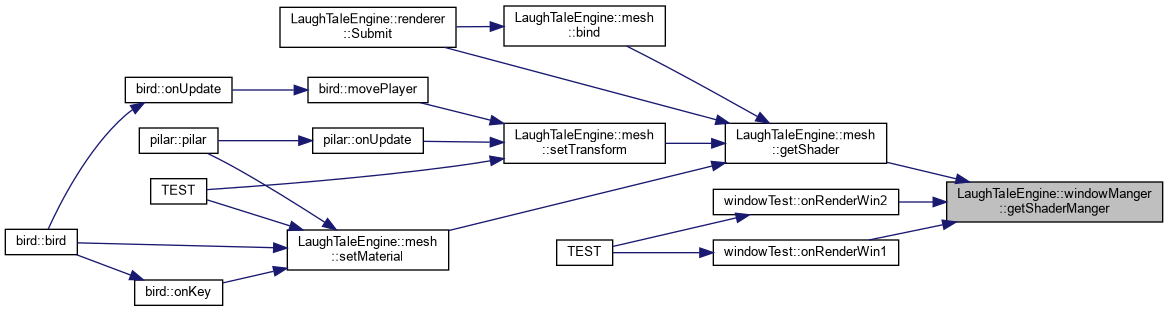 LaughTaleEngine::renderer
::Submit
LaughTaleEngine::mesh
::bind
bird::onUpdate
bird::movePlayer
pilar::pilar
pilar::onUpdate
LaughTaleEngine::mesh
::setTransform
LaughTaleEngine::mesh
::getShader
TEST
LaughTaleEngine::windowManger
::getShaderManger
windowTest::onRenderWin2
bird::bird
LaughTaleEngine::mesh
::setMaterial
TEST
windowTest::onRenderWin1
bird::onKey